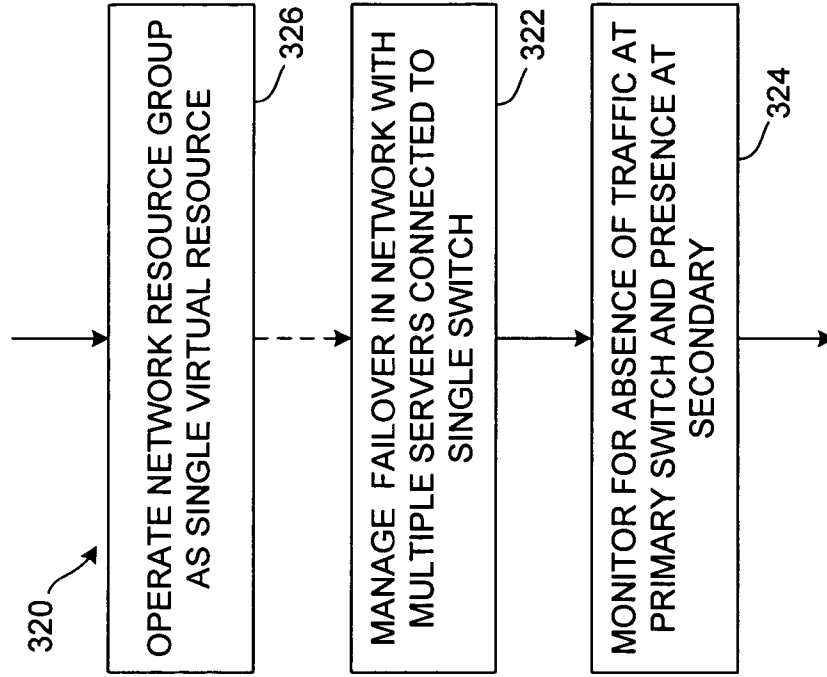 320
OPERATE NETWORK RESOURCE GROUP
AS SINGLE VIRTUAL RESOURCE
326
MANAGE FAILOVER IN NETWORK WITH
MULTIPLE SERVERS CONNECTED TO
SINGLE SWITCH
322
MONITOR FOR ABSENCE OF TRAFFIC AT
PRIMARY SWITCH AND PRESENCE AT
SECONDARY
324